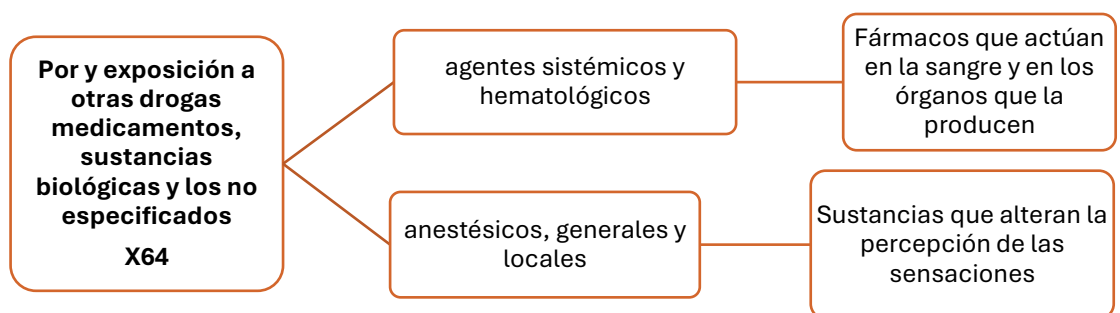 Por y exposición a
otras drogas
medicamentos,
sustancias
biológicas y los no
especificados
X64
agentes sistémicos y
hematológicos
Fármacos que actúan
en la sangre y en los
órganos que la
producen
anestésicos, generales y
locales
Sustancias que alteran la
percepción de las
sensaciones